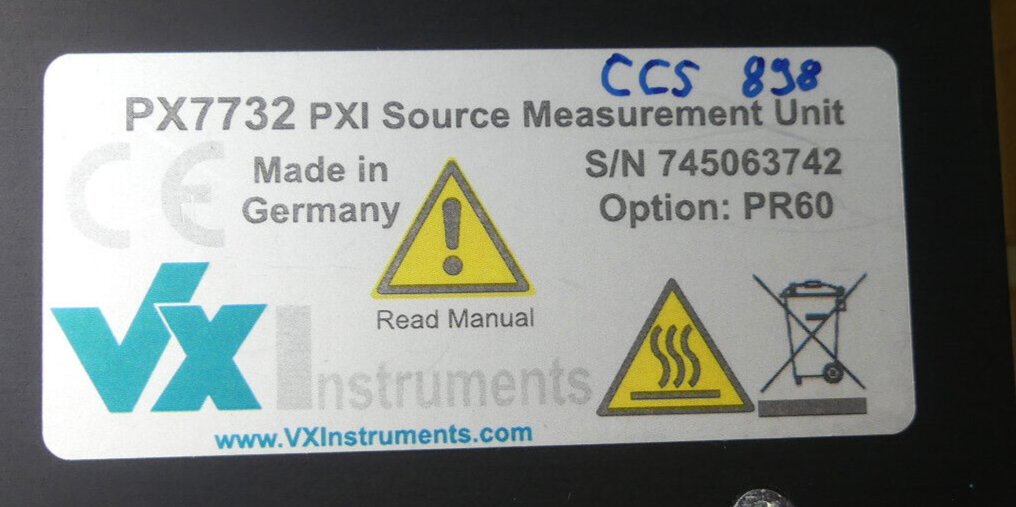 CCS 898
PX7732 PXI Source Measurement Unit
CE
Made in
Germany
S/N 745063742
Option: PR60
Read Manual
VX Instruments
www.VXInstruments.com